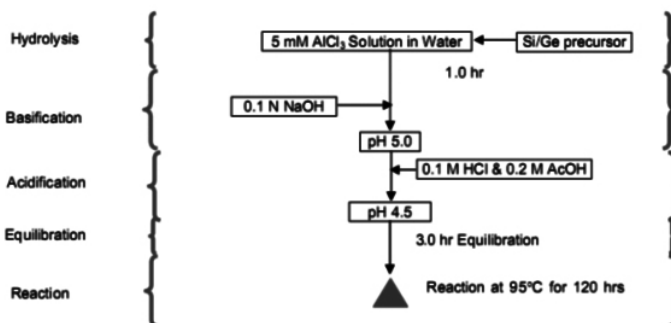 Hydrolysis
5 mM AlCl₃ Solution in Water
Si/Ge precursor
1.0 hr
0.1 N NaOH
Basification
pH 5.0
0.1 M HCl & 0.2 M AcOH
Acidification
pH 4.5
Equilibration
3.0 hr Equilibration
Reaction
Reaction at 95°C for 120 hrs